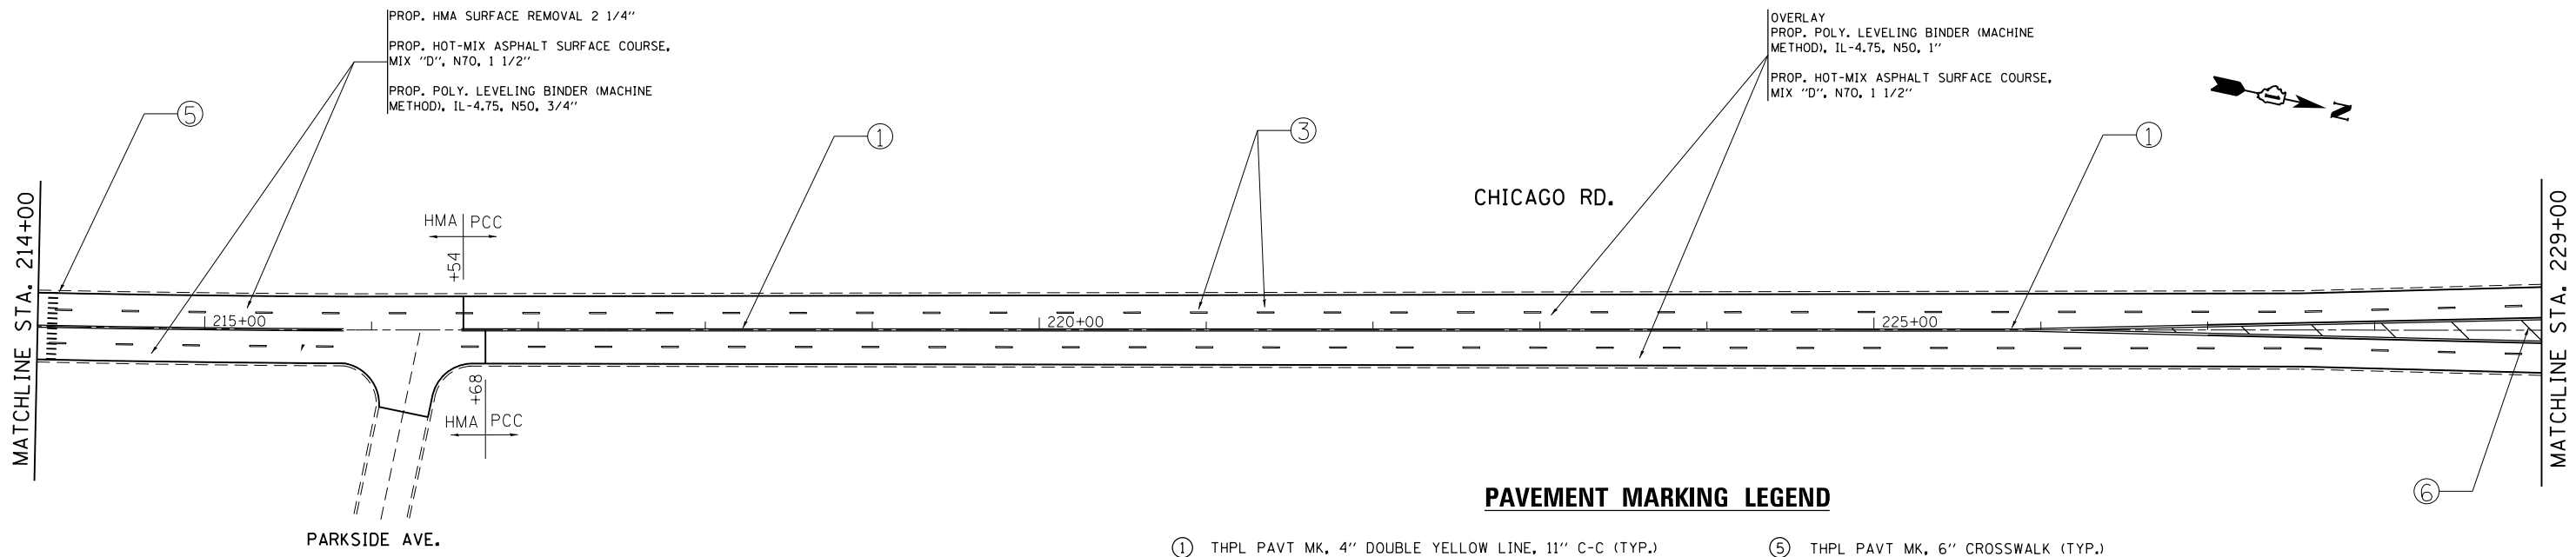 PROP. HMA SURFACE REMOVAL 2 1/4"
PROP. HOT-MIX ASPHALT SURFACE COURSE,
MIX "D", N70, 1 1/2"
PROP. POLY. LEVELING BINDER (MACHINE
METHOD), IL-4.75, N50, 3/4"
OVERLAY
PROP. POLY. LEVELING BINDER (MACHINE
METHOD), IL-4.75, N50, 1"
PROP. HOT-MIX ASPHALT SURFACE COURSE,
MIX "D", N70, 1 1/2"
N
5
1
3
1
CHICAGO RD.
MATCHLINE STA. 214+00
HMA PCC
+54
215+00
220+00
225+00
MATCHLINE STA. 229+00
+68
HMA PCC
6
PARKSIDE AVE.
PAVEMENT MARKING LEGEND
1 THPL PAVT MK, 4" DOUBLE YELLOW LINE, 11" C-C (TYP.)
5 THPL PAVT MK, 6" CROSSWALK (TYP.)